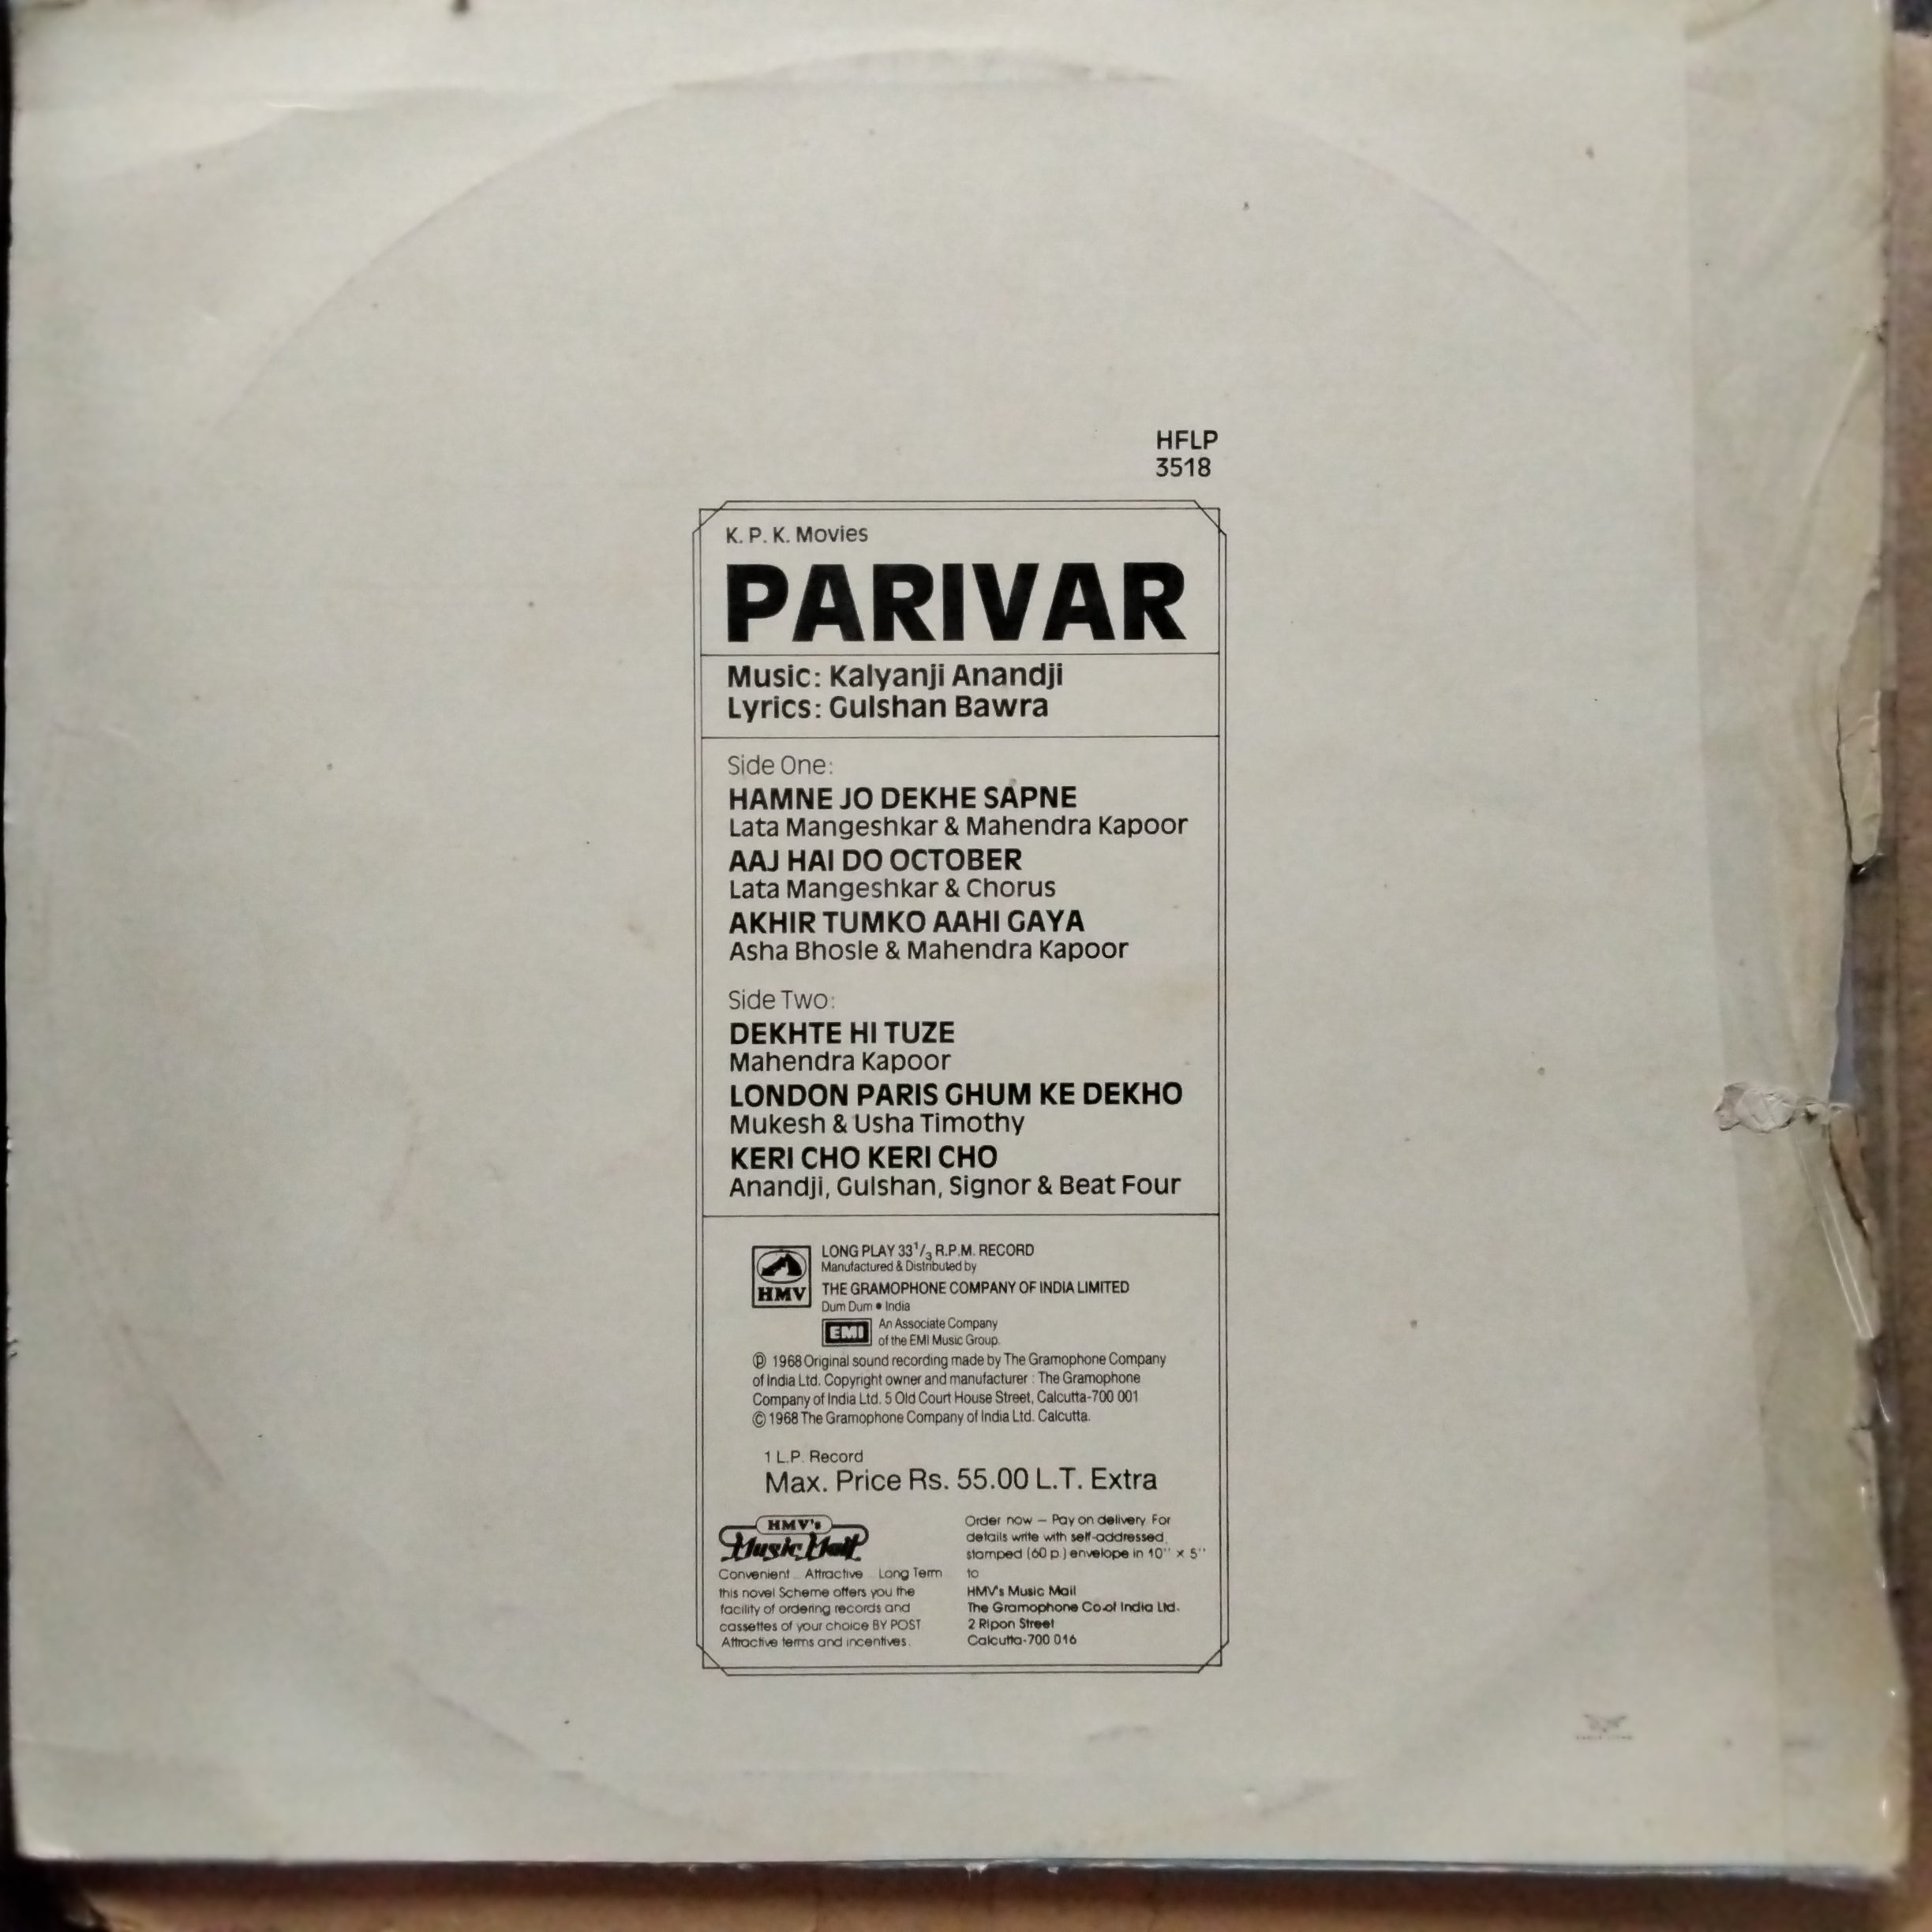 HFLP
3518
K. P. K. Movies
PARIVAR
Music: Kalyanji Anandji
Lyrics: Gulshan Bawra
Side One:
HAMNE JO DEKHE SAPNE
Lata Mangeshkar & Mahendra Kapoor
AAJ HAI DO OCTOBER
Lata Mangeshkar & Chorus
AKHIR TUMKO AAHI GAYA
Asha Bhosle & Mahendra Kapoor
Side Two:
DEKHTE HI TUZE
Mahendra Kapoor
LONDON PARIS GHUM KE DEKHO
Mukesh & Usha Timothy
KERI CHO KERI CHO
Anandji, Gulshan, Signor & Beat Four
LONG PLAY 33 1/3 R.P.M. RECORD
Manufactured & Distributed by
THE GRAMOPHONE COMPANY OF INDIA LIMITED
Dum Dum • India
HMV
EMI
An Associate Company
of the EMI Music Group.
℗ 1968 Original sound recording made by The Gramophone Company
of India Ltd. Copyright owner and manufacturer : The Gramophone
Company of India Ltd. 5 Old Court House Street, Calcutta-700 001
© 1968 The Gramophone Company of India Ltd. Calcutta.
1 L.P. Record
Max. Price Rs. 55.00 L.T. Extra
HMV's
Music Mail
Convenient Attractive Long Term
this novel Scheme offers you the
facility of ordering records and
cassettes of your choice BY POST
Attractive terms and incentives.
Order now — Pay on delivery. For
details write with self-addressed,
stamped (60 p.) envelope in 10'' x 5''
to
HMV's Music Mail
The Gramophone Co of India Ltd.
2 Ripon Street
Calcutta-700 016